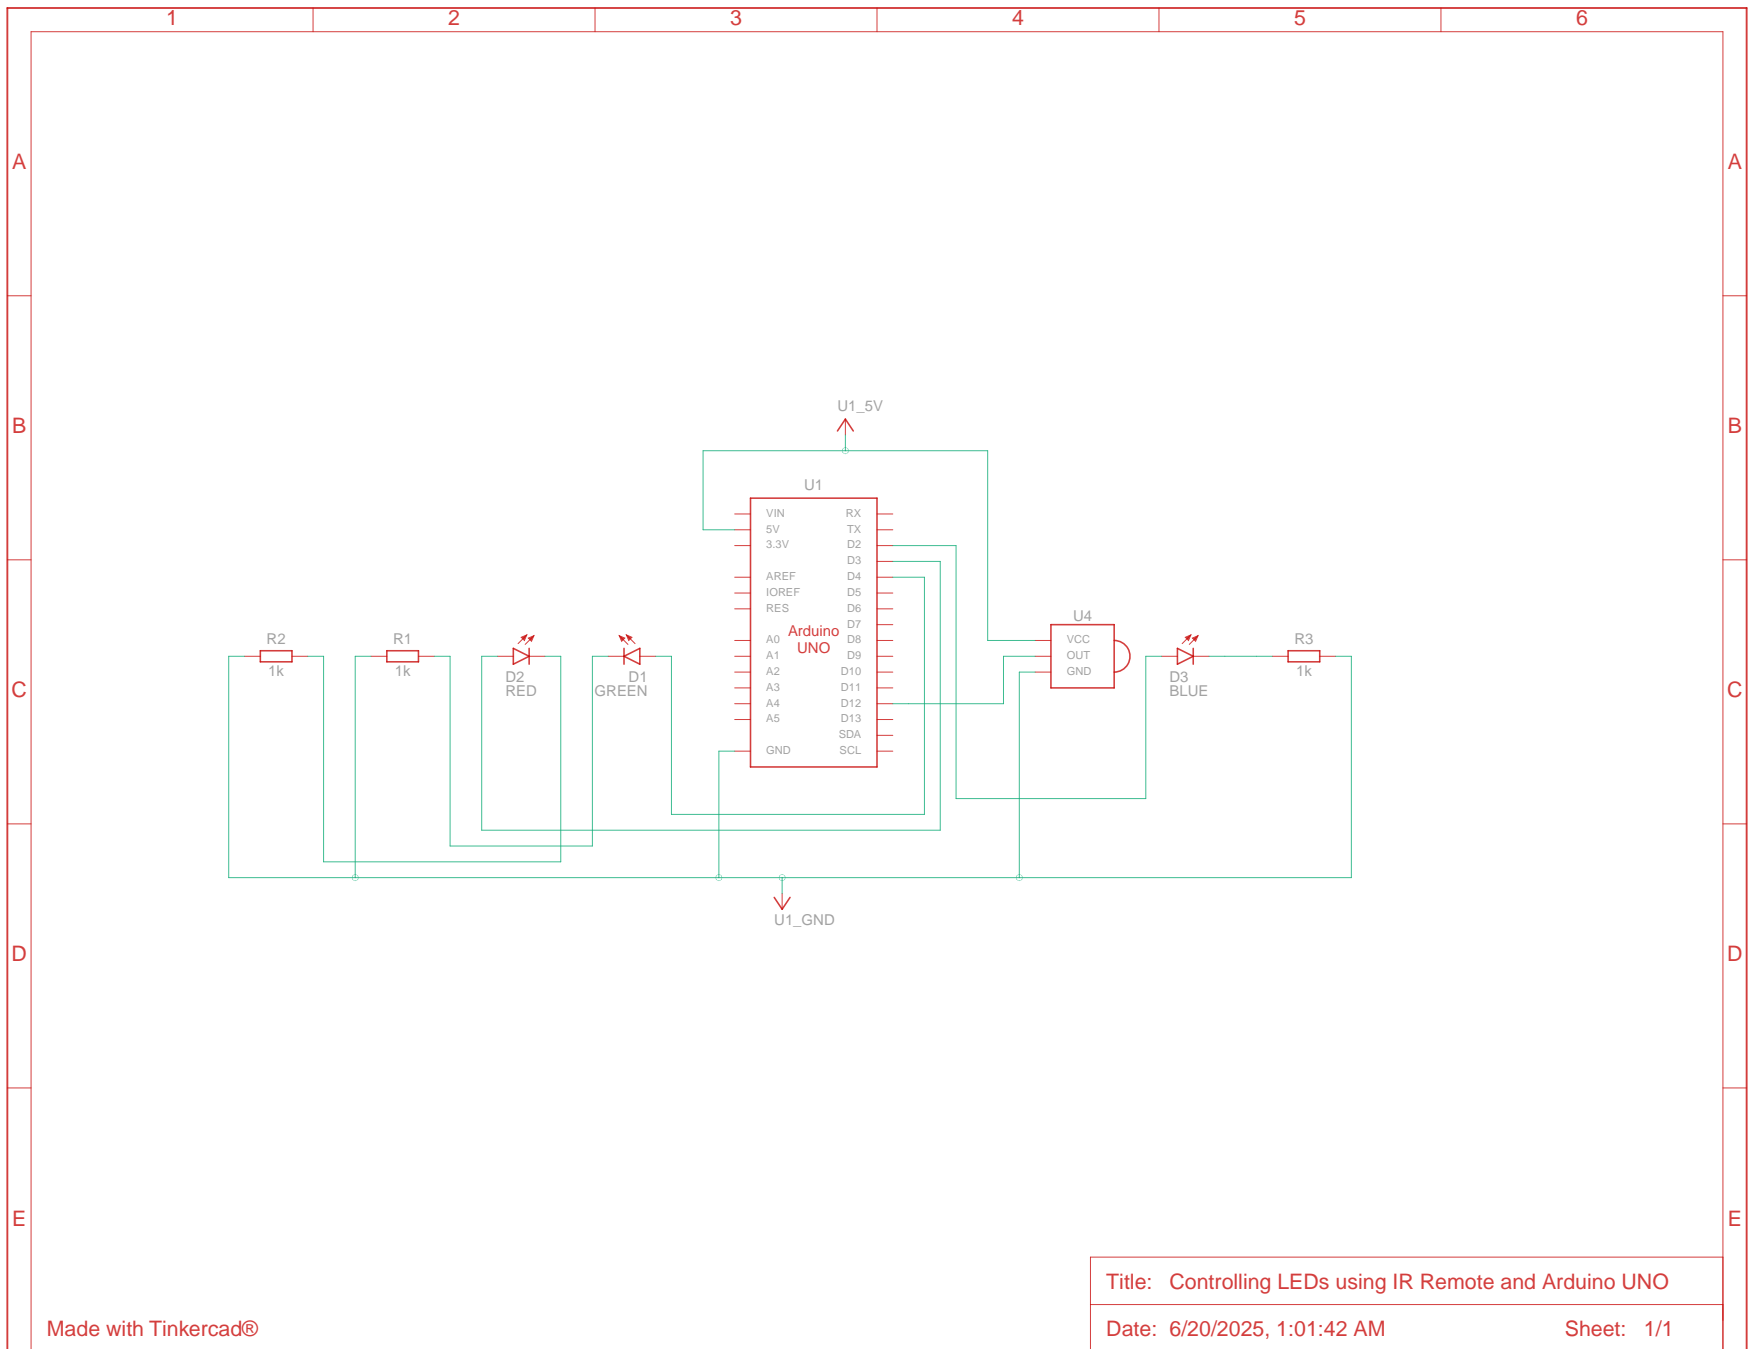 1 2 3 4 5 6
A A
B B
U1_5V
U1
VIN RX
5V TX
3.3V D2
D3
AREF D4
IOREF D5
RES D6
D7
A0 D8
A1 D9
A2 D10
A3 D11
A4 D12
A5 D13
SDA
GND SCL
Arduino
UNO
R2
1k
R1
1k
D2
RED
D1
GREEN
U4
VCC
OUT
GND
D3
BLUE
R3
1k
C C
U1_GND
D D
E E
Title: Controlling LEDs using IR Remote and Arduino UNO
Made with Tinkercad®
Date: 6/20/2025, 1:01:42 AM Sheet: 1/1